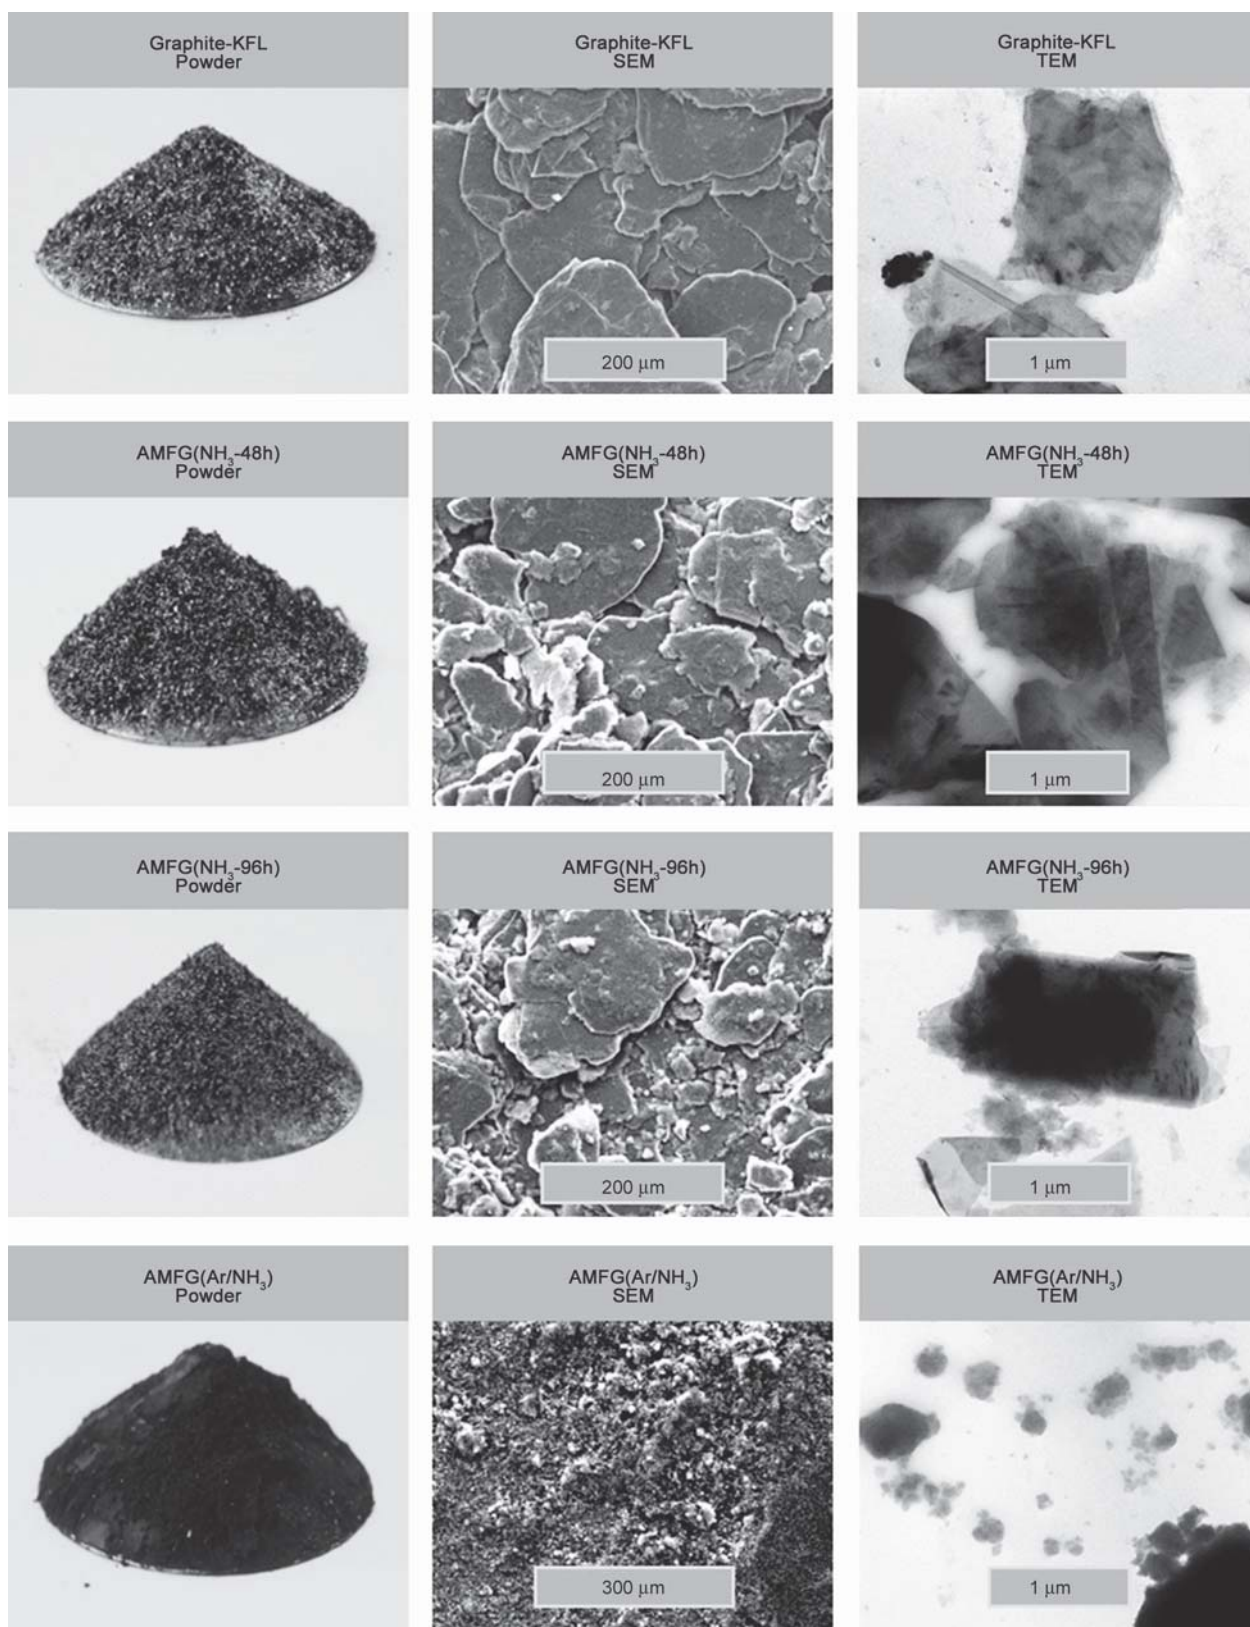 Graphite-KFL
Powder
Graphite-KFL
SEM
Graphite-KFL
TEM
200 μm
1 μm
AMFG(NH₃-48h)
Powder
AMFG(NH₃-48h)
SEM
AMFG(NH₃-48h)
TEM
200 μm
1 μm
AMFG(NH₃-96h)
Powder
AMFG(NH₃-96h)
SEM
AMFG(NH₃-96h)
TEM
200 μm
1 μm
AMFG(Ar/NH₃)
Powder
AMFG(Ar/NH₃)
SEM
AMFG(Ar/NH₃)
TEM
300 μm
1 μm